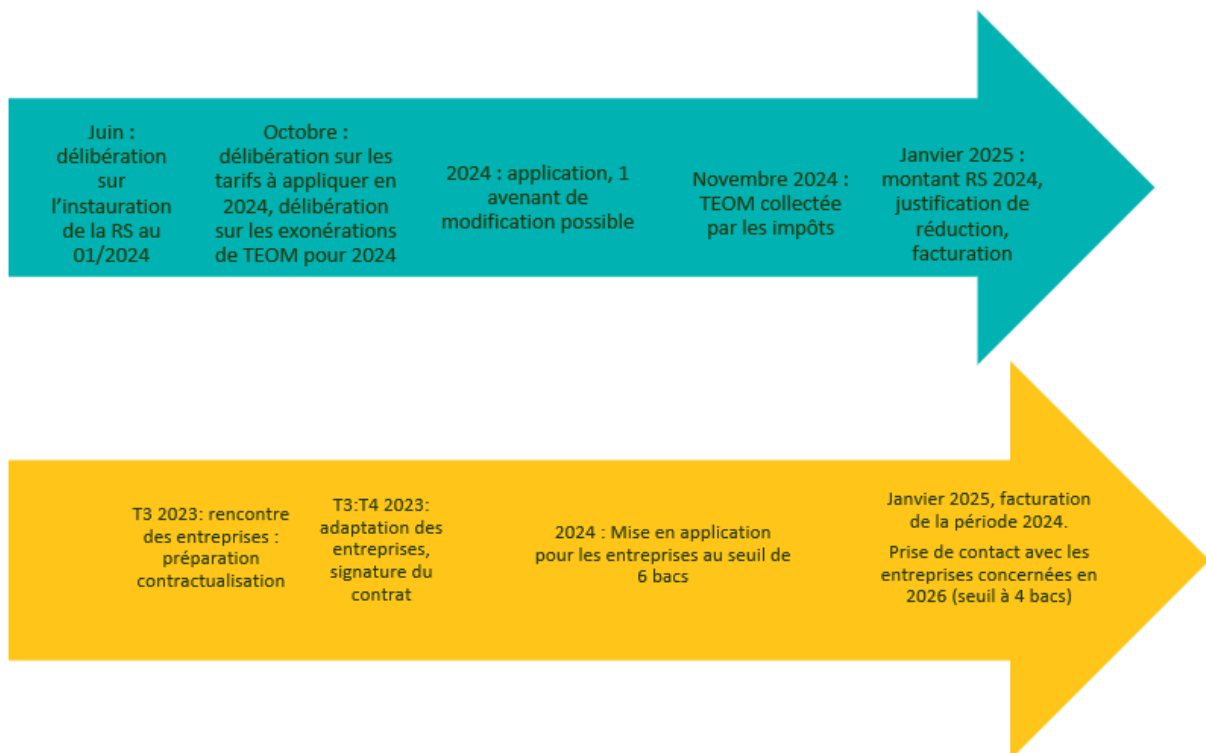 Juin :
délibération
sur
l’instauration
de la RS au
01/2024
Octobre :
délibération sur les
tarifs à appliquer en
2024, délibération
sur les exonérations
de TEOM pour 2024
2024 : application, 1
avenant de
modification possible
Novembre 2024 :
TEOM collectée
par les impôts
Janvier 2025 :
montant RS 2024,
justification de
réduction,
facturation
T3 2023: rencontre
des entreprises :
préparation
contractualisation
T3:T4 2023:
adaptation des
entreprises,
signature du
contrat
2024 : Mise en application
pour les entreprises au seuil de
6 bacs
Janvier 2025, facturation
de la période 2024.
Prise de contact avec les
entreprises concernées en
2026 (seuil à 4 bacs)